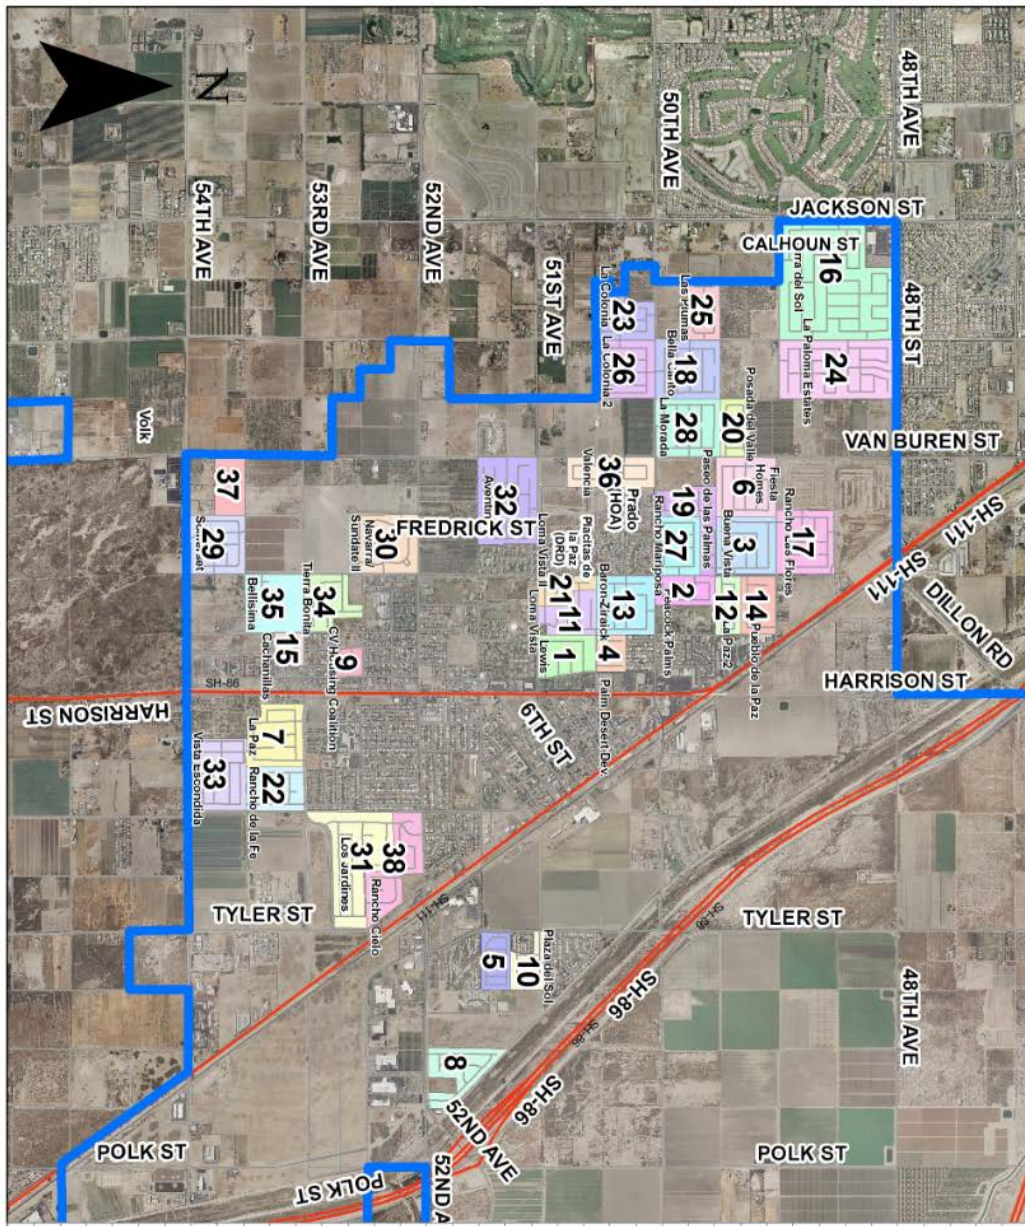 N
48TH AVE
50TH AVE
54TH AVE
53RD AVE
52ND AVE
51ST AVE
JACKSON ST
CALHOUN ST
16
La Colonia
23
Las Plumas
25
48TH ST
La Paloma Estates
24
La Colonia 2
26
Bella Canto
18
Volk
La Morada
28
Posada del Valle
20
VAN BUREN ST
37
32
Valencia
36
Prado
(HOA)
Paseo de las Palmas
19
Fiesta
Homes
6
Rancho Las Flores
17
SH-111
SH-111
29
Navarra/
Sundate II
30
FREDRICK ST
Loma Vista II
Placitas de
la Paz
(DRD)
21
Rancho Mariposa
27
Buena Vista
3
DILLON RD
Bellisima
35
Tierra Bonita
34
Loma Vista
11
Baron-Ziraick
13
Peacock Palms
2
La Paz 2
12
Pueblo de la Paz
14
Cachanillas
15
CV Housing Coalition
9
Lewis
1
Palm Desert Dev.
4
SH-86
HARRISON ST
HARRISON ST
La Paz
7
6TH ST
Vista Escondida
33
Rancho de la Fe
22
Los Jardines
31
Rancho Cielo
38
SH-111
TYLER ST
TYLER ST
SH-86
5
Plaza del Sol
10
SH-86
48TH AVE
SH-86
8
SH-86
52ND AVE
POLK ST
POLK ST
POLK ST
52ND A